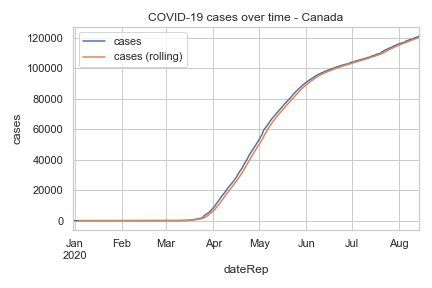 COVID-19 cases over time - Canada
cases
cases (rolling)
120000
100000
80000
60000
40000
20000
0
cases
Jan Feb Mar Apr May Jun Jul Aug
2020
dateRep